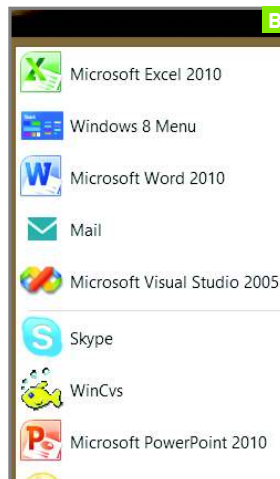 B
Microsoft Excel 2010
Windows 8 Menu
Microsoft Word 2010
Mail
Microsoft Visual Studio 2005
Skype
WinCvs
Microsoft PowerPoint 2010